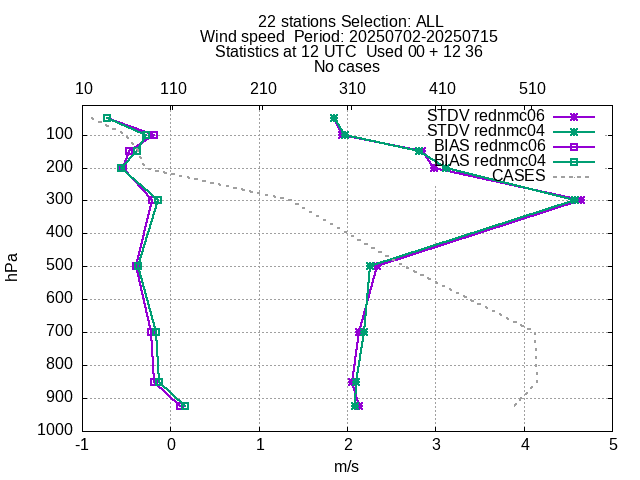 22 stations Selection: ALL
Wind speed  Period: 20250702-20250715
Statistics at 12 UTC  Used 00 + 12 36
No cases
10 110 210 310 410 510
STDV rednmc06
STDV rednmc04
BIAS rednmc06
BIAS rednmc04
CASES
100
200
300
400
500
600
700
800
900
1000
hPa
-1 0 1 2 3 4 5
m/s